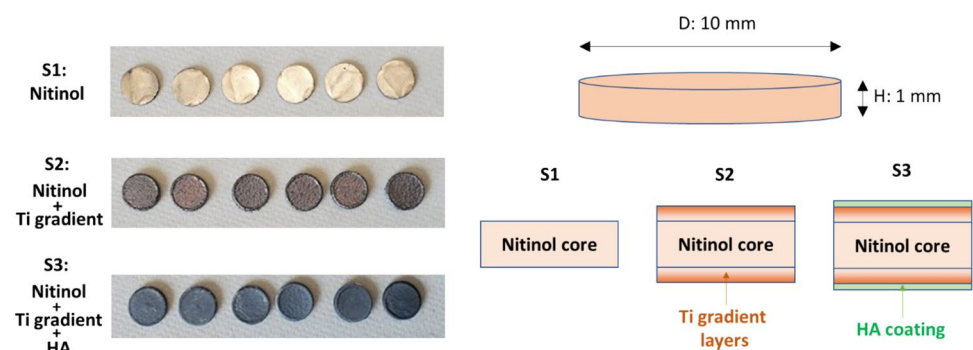 S1:
Nitinol
S2:
Nitinol
+
Ti gradient
S3:
Nitinol
+
Ti gradient
+
HA
D: 10 mm
H: 1 mm
S1
S2
S3
Nitinol core
Nitinol core
Nitinol core
Ti gradient
layers
HA coating